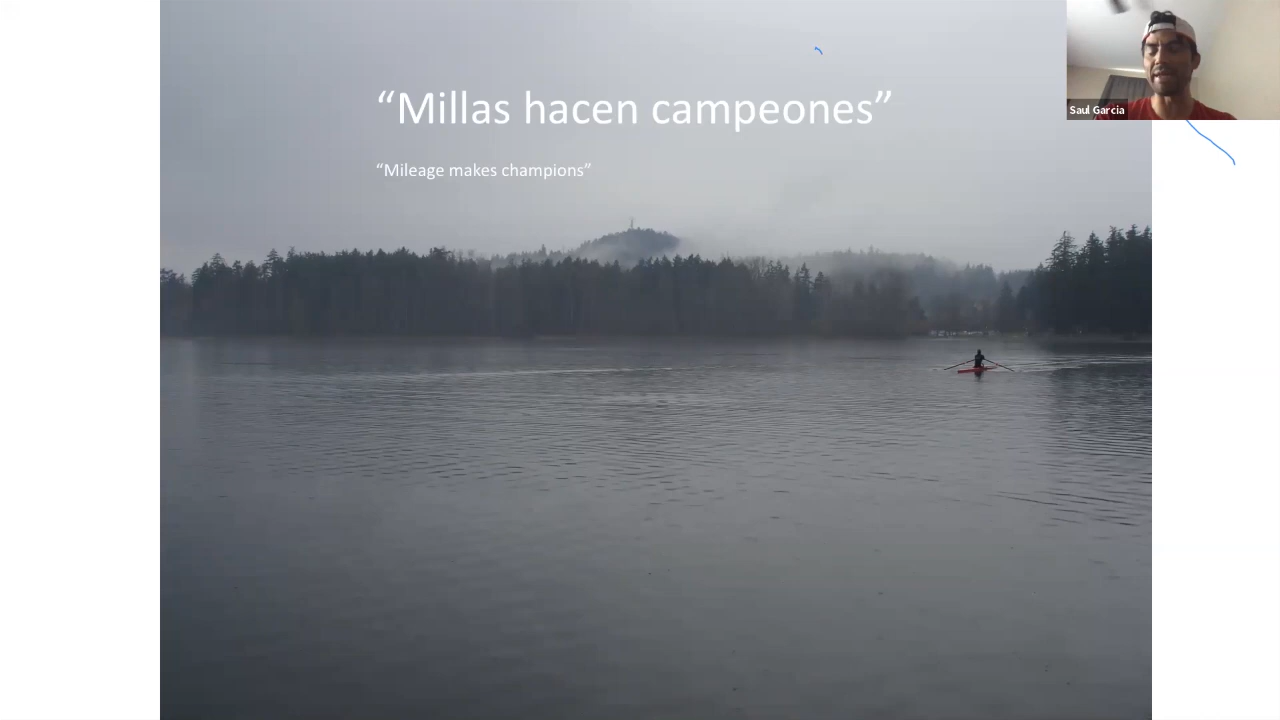 “Millas hacen campeones”
“Mileage makes champions”
Saul Garcia